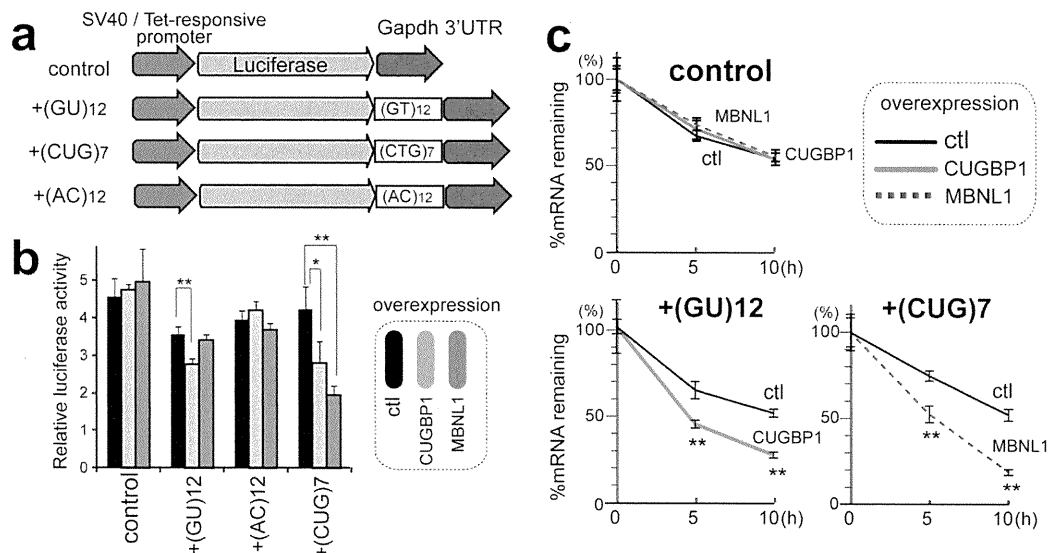 a
SV40 / Tet-responsive
promoter
Gapdh 3'UTR
control
Luciferase
+(GU)12
(GT)12
+(CUG)7
(CTG)7
+(AC)12
(AC)12
b
Relative luciferase activity
5
4
3
2
1
0
**
**
*
control
+(GU)12
+(AC)12
+(CUG)7
overexpression
ctl
CUGBP1
MBNL1
c
control
(%)
%mRNA remaining
100
50
0
MBNL1
ctl
CUGBP1
0
5
10(h)
overexpression
ctl
CUGBP1
MBNL1
+(GU)12
(%)
%mRNA remaining
100
50
0
ctl
CUGBP1
**
**
0
5
10(h)
+(CUG)7
(%)
100
50
0
ctl
MBNL1
**
**
0
5
10(h)